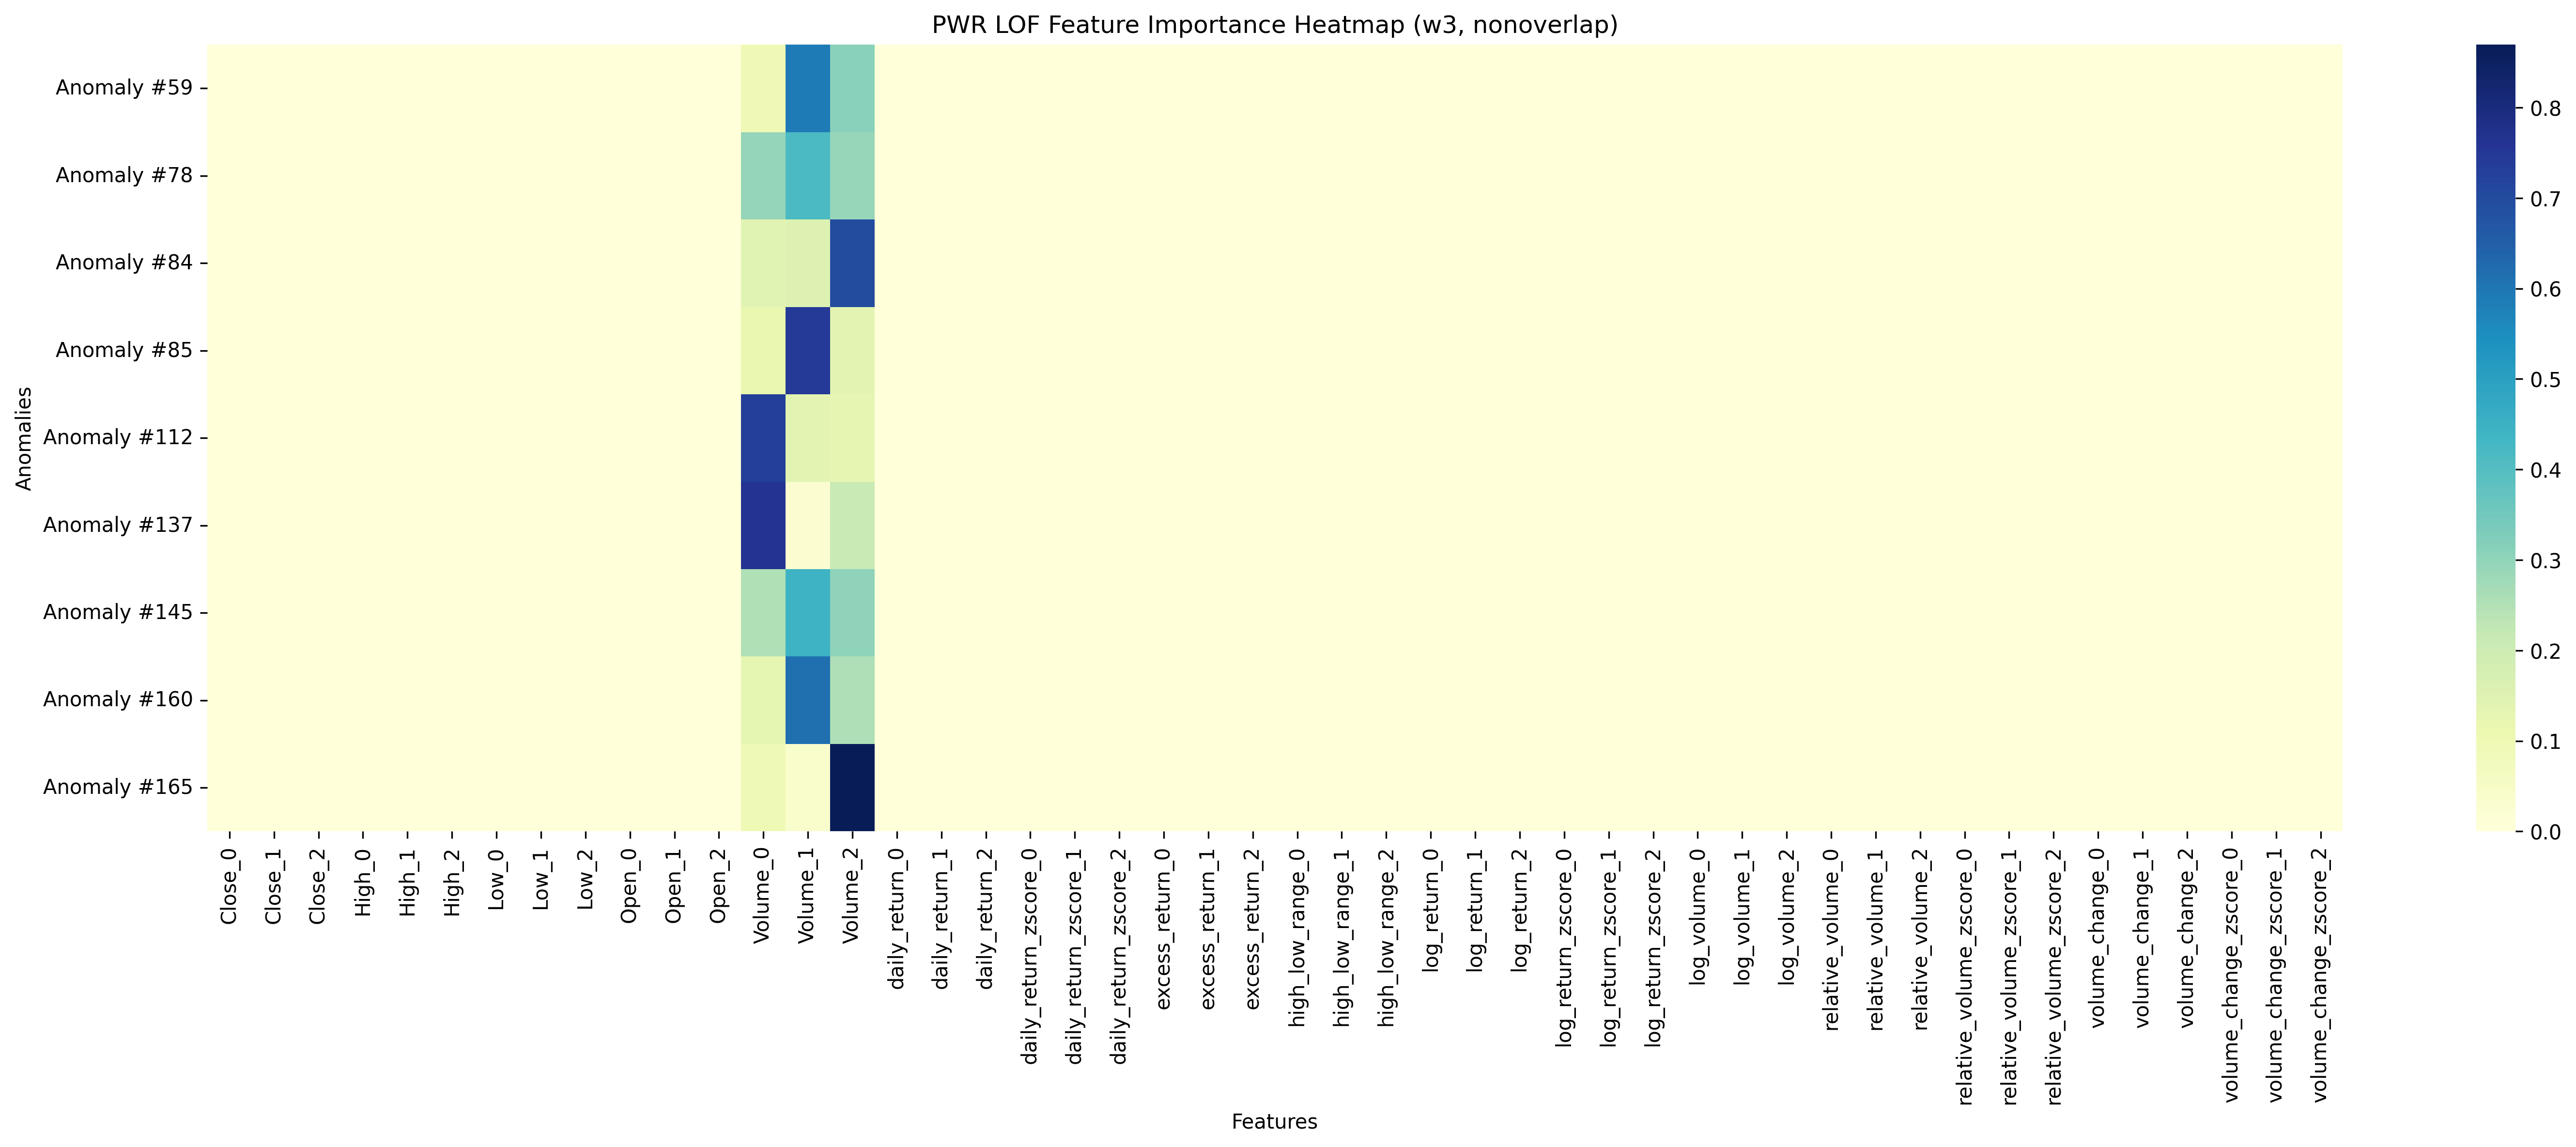 PWR LOF Feature Importance Heatmap (w3, nonoverlap)
Anomalies
Anomaly #59
Anomaly #78
Anomaly #84
Anomaly #85
Anomaly #112
Anomaly #137
Anomaly #145
Anomaly #160
Anomaly #165
0.8
0.7
0.6
0.5
0.4
0.3
0.2
0.1
0.0
Close_0
Close_1
Close_2
High_0
High_1
High_2
Low_0
Low_1
Low_2
Open_0
Open_1
Open_2
Volume_0
Volume_1
Volume_2
daily_return_0
daily_return_1
daily_return_2
daily_return_zscore_0
daily_return_zscore_1
daily_return_zscore_2
excess_return_0
excess_return_1
excess_return_2
high_low_range_0
high_low_range_1
high_low_range_2
log_return_0
log_return_1
log_return_2
log_return_zscore_0
log_return_zscore_1
log_return_zscore_2
log_volume_0
log_volume_1
log_volume_2
relative_volume_0
relative_volume_1
relative_volume_2
relative_volume_zscore_0
relative_volume_zscore_1
relative_volume_zscore_2
volume_change_0
volume_change_1
volume_change_2
volume_change_zscore_0
volume_change_zscore_1
volume_change_zscore_2
Features